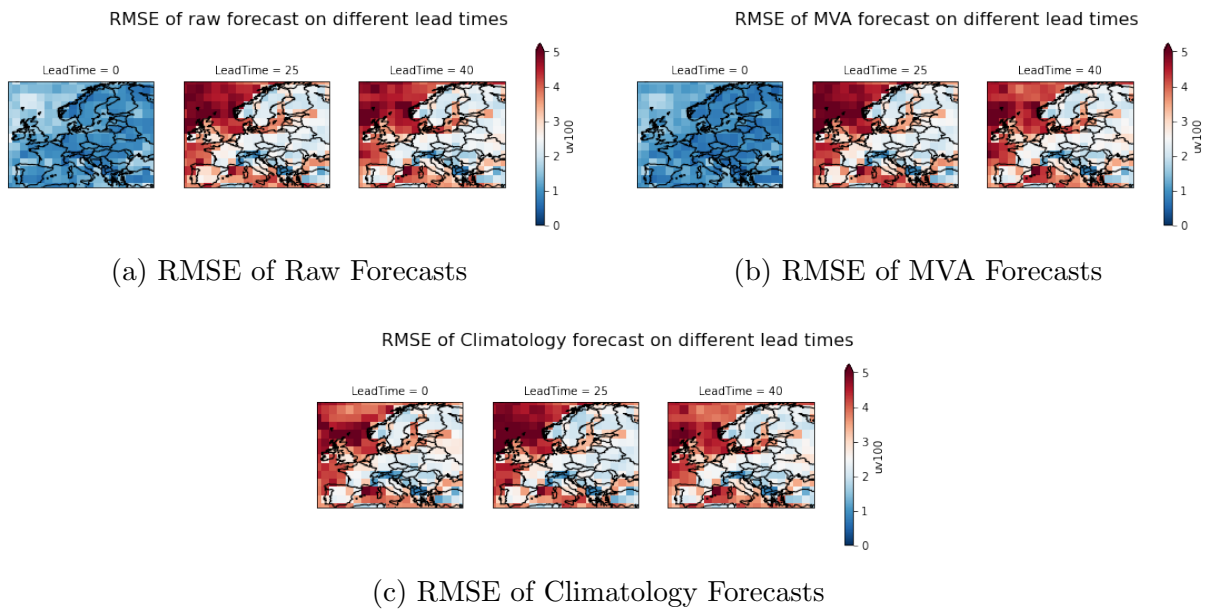 RMSE of raw forecast on different lead times
LeadTime = 0
LeadTime = 25
LeadTime = 40
5
4
3
2
1
0
uv100
(a) RMSE of Raw Forecasts
RMSE of MVA forecast on different lead times
LeadTime = 0
LeadTime = 25
LeadTime = 40
5
4
3
2
1
0
uv100
(b) RMSE of MVA Forecasts
RMSE of Climatology forecast on different lead times
LeadTime = 0
LeadTime = 25
LeadTime = 40
5
4
3
2
1
0
uv100
(c) RMSE of Climatology Forecasts